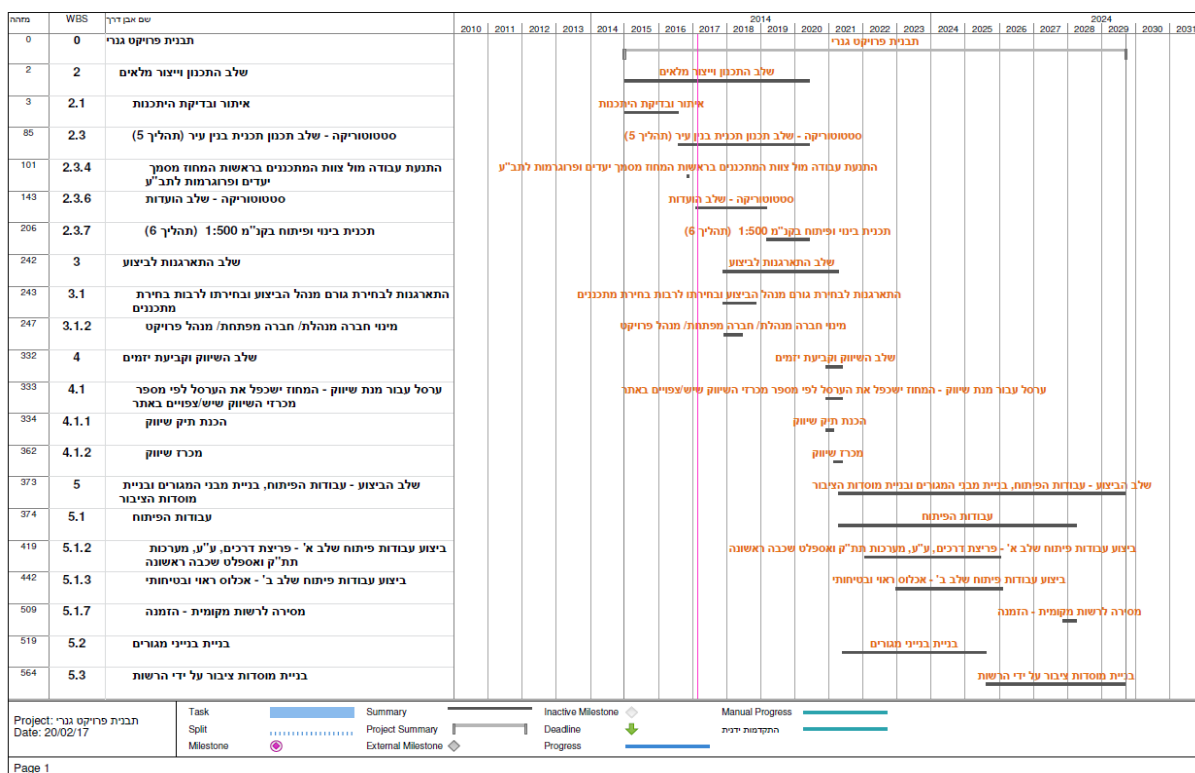 מזהה WBS שם אבן דרך
2014 2024
2010 2011 2012 2013 2014 2015 2016 2017 2018 2019 2020 2021 2022 2023 2024 2025 2026 2027 2028 2029 2030 2031
0 0 תבנית פרויקט גנרי
תבנית פרויקט גנרי
2 2 שלב התכנון וייצור מלאים
שלב התכנון וייצור מלאים
3 2.1 איתור ובדיקת היתכנות
איתור ובדיקת היתכנות
85 2.3 סטטוטוריקה - שלב תכנון תכנית בנין עיר (תהליך 5)
סטטוטוריקה - שלב תכנון תכנית בנין עיר (תהליך 5)
101 2.3.4 התנעת עבודה מול צוות המתכננים בראשות המחוז מסמך
יעדים ופרוגרמות לתב"ע
התנעת עבודה מול צוות המתכננים בראשות המחוז מסמך יעדים ופרוגרמות לתב"ע
143 2.3.6 סטטוטוריקה - שלב הועדות
סטטוטוריקה - שלב הועדות
206 2.3.7 תכנית בינוי ופיתוח בקנ"מ 1:500 (תהליך 6)
תכנית בינוי ופיתוח בקנ"מ 1:500 (תהליך 6)
242 3 שלב התארגנות לביצוע
שלב התארגנות לביצוע
243 3.1 התארגנות לבחירת גורם מנהל הביצוע ובחירתו לרבות בחירת
מתכננים
התארגנות לבחירת גורם מנהל הביצוע ובחירתו לרבות בחירת מתכננים
247 3.1.2 מינוי חברה מנהלת/ חברה מפתחת/ מנהל פרויקט
מינוי חברה מנהלת/ חברה מפתחת/ מנהל פרויקט
332 4 שלב השיווק וקביעת יזמים
שלב השיווק וקביעת יזמים
333 4.1 ערסל עבור מנת שיווק - המחוז ישכפל את הערסל לפי מספר
מכרזי השיווק שיש/צפויים באתר
ערסל עבור מנת שיווק - המחוז ישכפל את הערסל לפי מספר מכרזי השיווק שיש/צפויים באתר
334 4.1.1 הכנת תיק שיווק
הכנת תיק שיווק
362 4.1.2 מכרז שיווק
מכרז שיווק
373 5 שלב הביצוע - עבודות הפיתוח, בניית מבני המגורים ובניית
מוסדות הציבור
שלב הביצוע - עבודות הפיתוח, בניית מבני המגורים ובניית מוסדות הציבור
374 5.1 עבודות הפיתוח
עבודות הפיתוח
419 5.1.2 ביצוע עבודות פיתוח שלב א' - פריצת דרכים, ע"ע, מערכות
תת"ק ואספלט שכבה ראשונה
ביצוע עבודות פיתוח שלב א' - פריצת דרכים, ע"ע, מערכות תת"ק ואספלט שכבה ראשונה
442 5.1.3 ביצוע עבודות פיתוח שלב ב' - אכלוס ראוי ובטיחותי
ביצוע עבודות פיתוח שלב ב' - אכלוס ראוי ובטיחותי
509 5.1.7 מסירה לרשות מקומית - הזמנה
מסירה לרשות מקומית - הזמנה
519 5.2 בניית בנייני מגורים
בניית בנייני מגורים
564 5.3 בניית מוסדות ציבור על ידי הרשות
בניית מוסדות ציבור על ידי הרשות
Project: תבנית פרויקט גנרי
Date: 20/02/17
Task Summary Inactive Milestone Manual Progress
Split Project Summary Deadline התקדמות ידנית
Milestone External Milestone Progress
Page 1